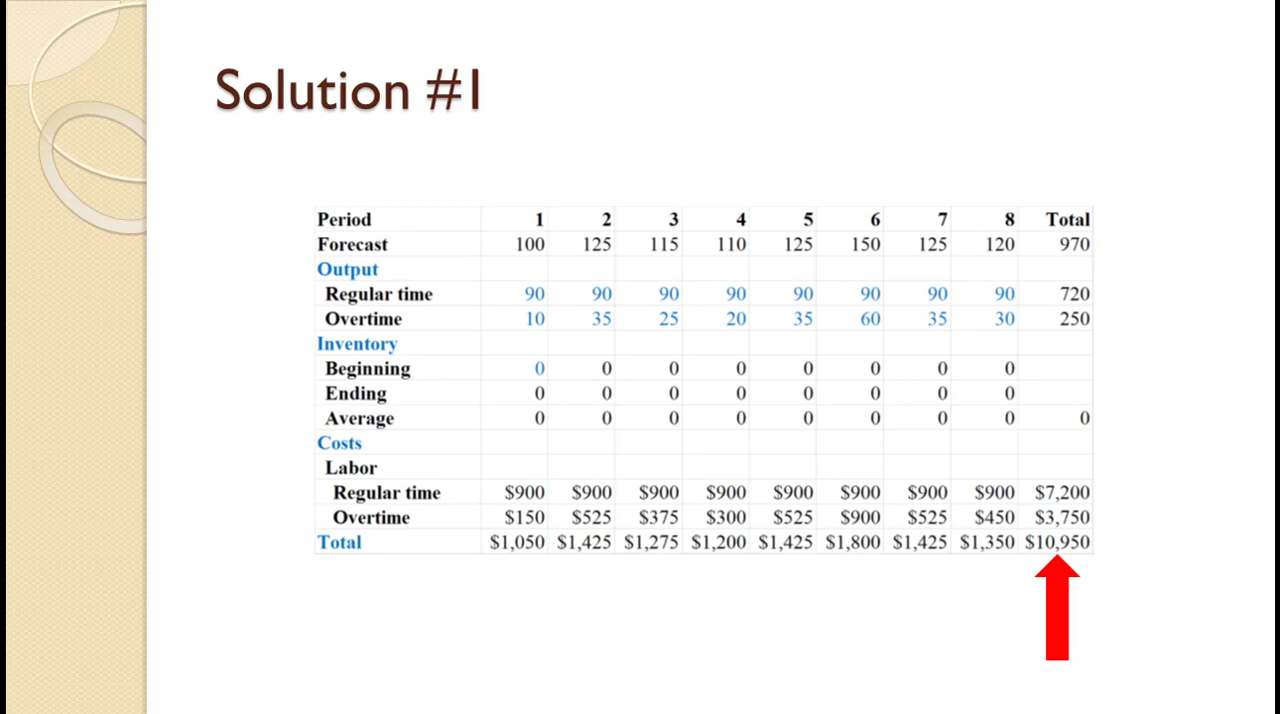 Solution #1
Period 1 2 3 4 5 6 7 8 Total
Forecast 100 125 115 110 125 150 125 120 970
Output
Regular time 90 90 90 90 90 90 90 90 720
Overtime 10 35 25 20 35 60 35 30 250
Inventory
Beginning 0 0 0 0 0 0 0 0
Ending 0 0 0 0 0 0 0 0
Average 0 0 0 0 0 0 0 0 0
Costs
Labor
Regular time $900 $900 $900 $900 $900 $900 $900 $900 $7,200
Overtime $150 $525 $375 $300 $525 $900 $525 $450 $3,750
Total $1,050 $1,425 $1,275 $1,200 $1,425 $1,800 $1,425 $1,350 $10,950